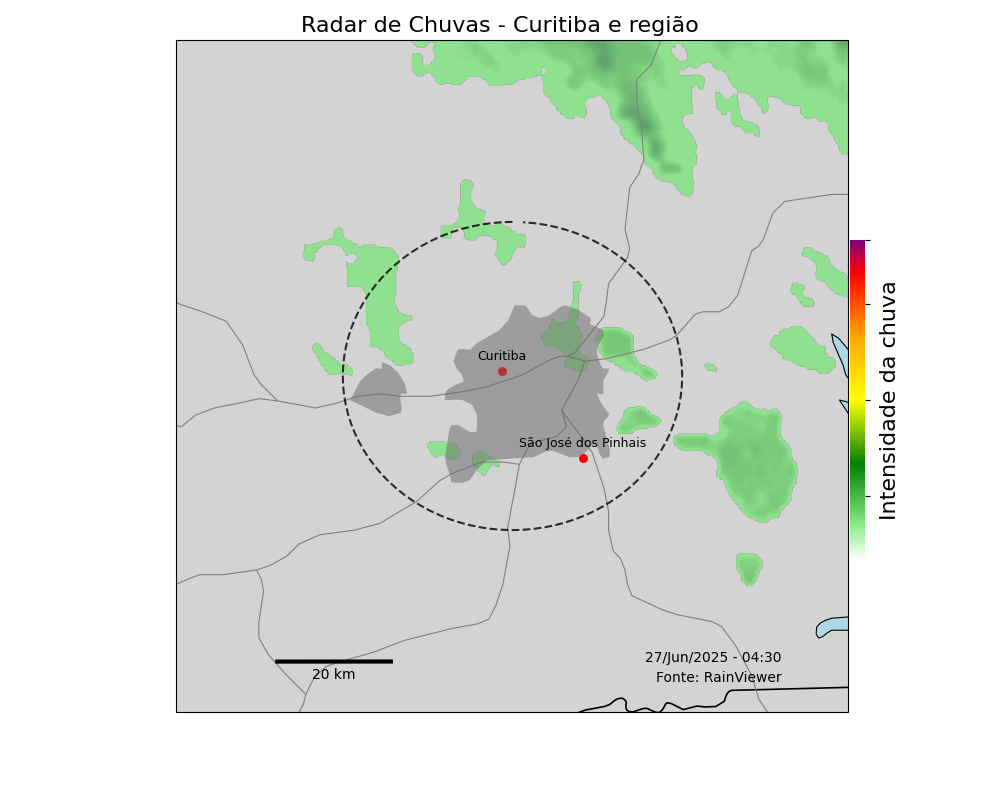 Radar de Chuvas - Curitiba e região
Curitiba
São José dos Pinhais
Intensidade da chuva
20 km
27/Jun/2025 - 04:30
Fonte: RainViewer